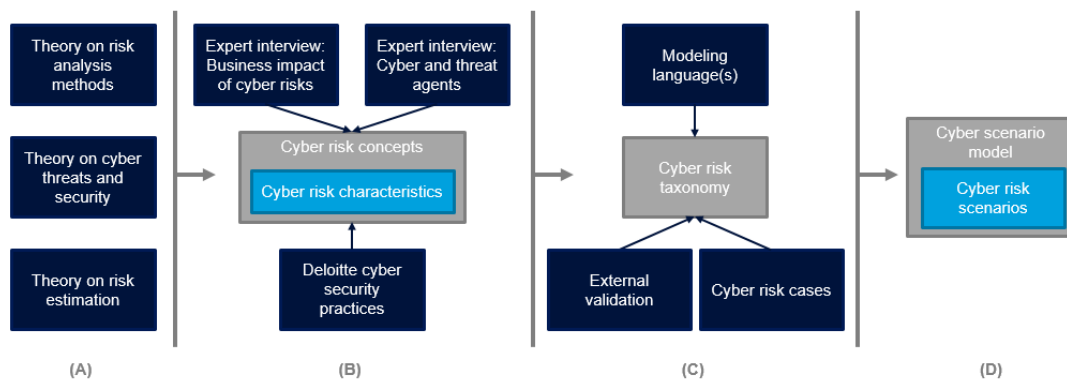 Theory on risk
analysis
methods
Theory on cyber
threats and
security
Theory on risk
estimation
(A)
Expert interview:
Business impact
of cyber risks
Expert interview:
Cyber and threat
agents
Cyber risk concepts
Cyber risk characteristics
Deloitte cyber
security
practices
(B)
Modeling
language(s)
Cyber risk
taxonomy
External
validation
Cyber risk cases
(C)
Cyber scenario
model
Cyber risk
scenarios
(D)